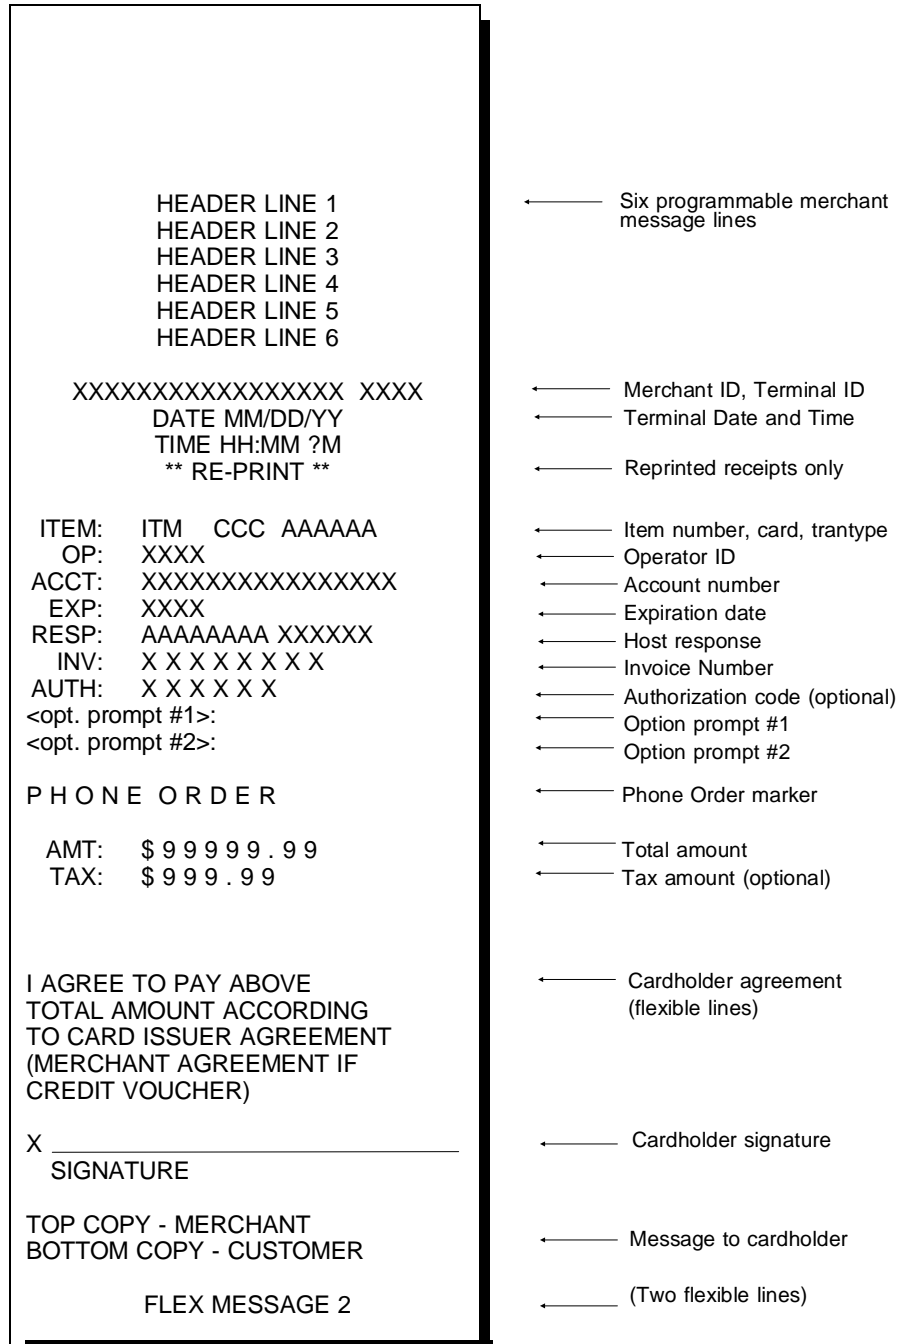 HEADER LINE 1
Six programmable merchant
message lines
HEADER LINE 2
HEADER LINE 3
HEADER LINE 4
HEADER LINE 5
HEADER LINE 6
XXXXXXXXXXXXXXXXX XXXX
Merchant ID, Terminal ID
DATE MM/DD/YY
Terminal Date and Time
TIME HH:MM ?M
** RE-PRINT **
Reprinted receipts only
ITEM: ITM CCC AAAAAA
Item number, card, trantype
OP: XXXX
Operator ID
ACCT: XXXXXXXXXXXXXXXX
Account number
EXP: XXXX
Expiration date
RESP: AAAAAAAA XXXXXX
Host response
INV: X X X X X X X X
Invoice Number
AUTH: X X X X X X
Authorization code (optional)
<opt. prompt #1>:
Option prompt #1
<opt. prompt #2>:
Option prompt #2
P H O N E O R D E R
Phone Order marker
AMT: $ 9 9 9 9 9 . 9 9
Total amount
TAX: $ 9 9 9 . 9 9
Tax amount (optional)
I AGREE TO PAY ABOVE
TOTAL AMOUNT ACCORDING
TO CARD ISSUER AGREEMENT
(MERCHANT AGREEMENT IF
CREDIT VOUCHER)
Cardholder agreement
(flexible lines)
X
SIGNATURE
Cardholder signature
TOP COPY - MERCHANT
BOTTOM COPY - CUSTOMER
Message to cardholder
FLEX MESSAGE 2
(Two flexible lines)